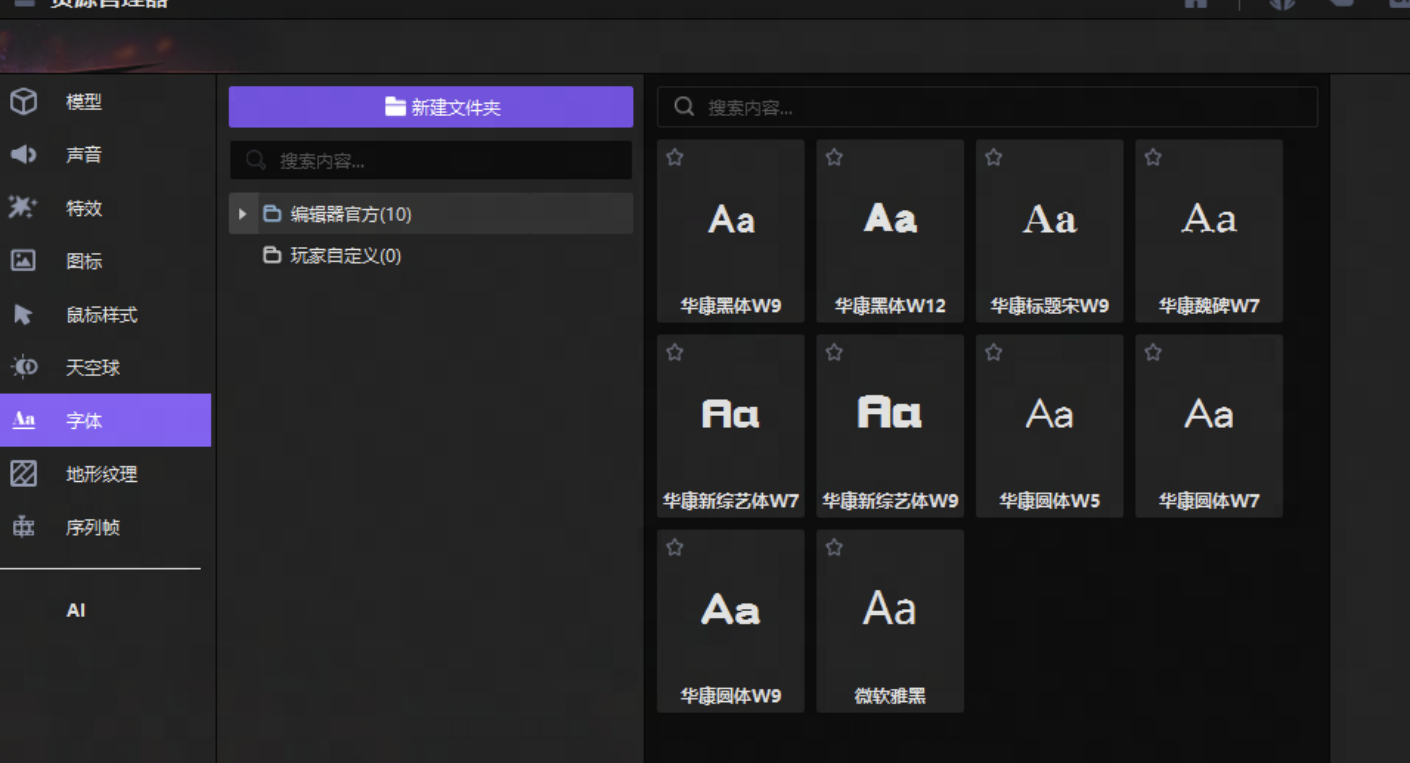 资源管理器
模型
声音
特效
图标
鼠标样式
天空球
Aa 字体
地形纹理
序列帧
AI
新建文件夹
搜索内容...
编辑器官方(10)
玩家自定义(0)
搜索内容...
Aa Aa Aa Aa
华康黑体W9 华康黑体W12 华康标题宋W9 华康魏碑W7
Aa Aa Aa Aa
华康新综艺体W7 华康新综艺体W9 华康圆体W5 华康圆体W7
Aa Aa
华康圆体W9 微软雅黑